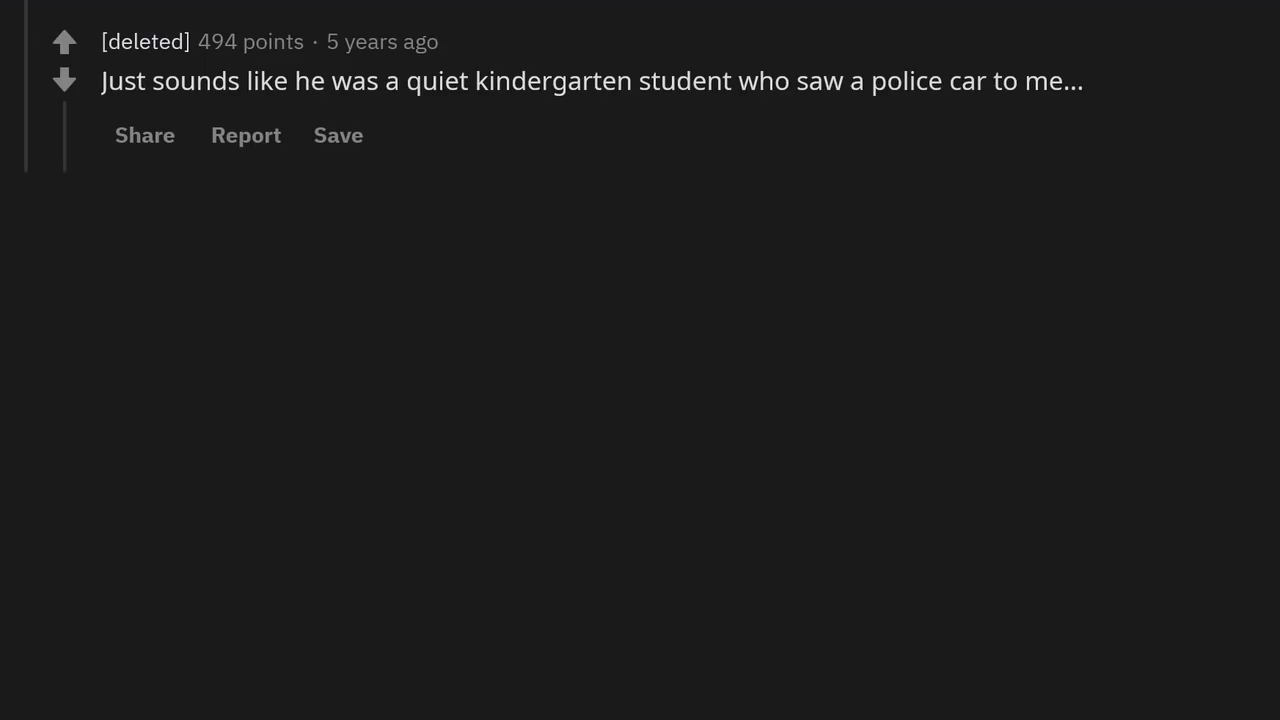 [deleted] 494 points · 5 years ago
Just sounds like he was a quiet kindergarten student who saw a police car to me...
Share Report Save